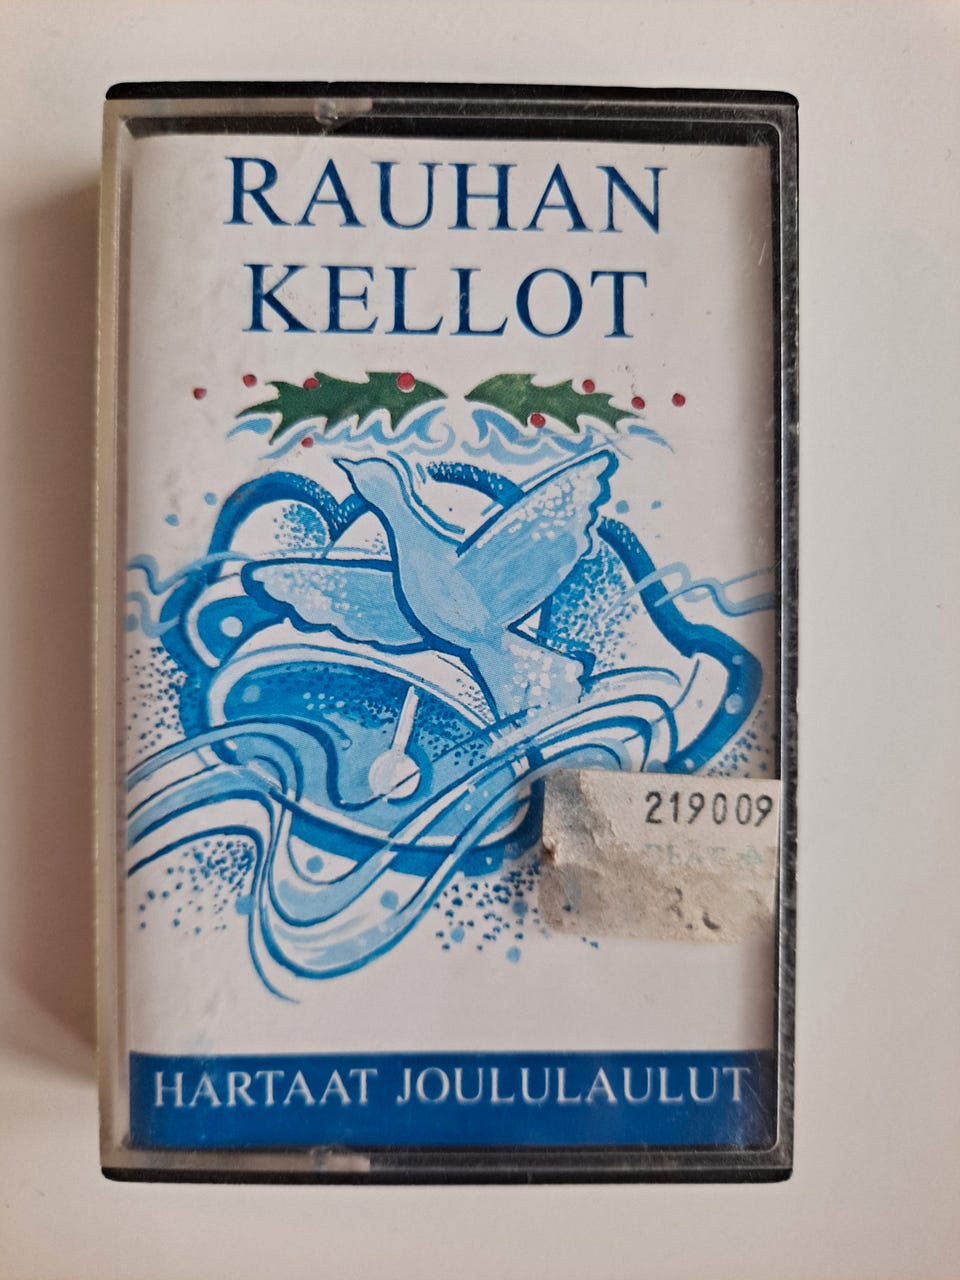 RAUHAN
KELLOT
219009
HARTAAT JOULULAULUT